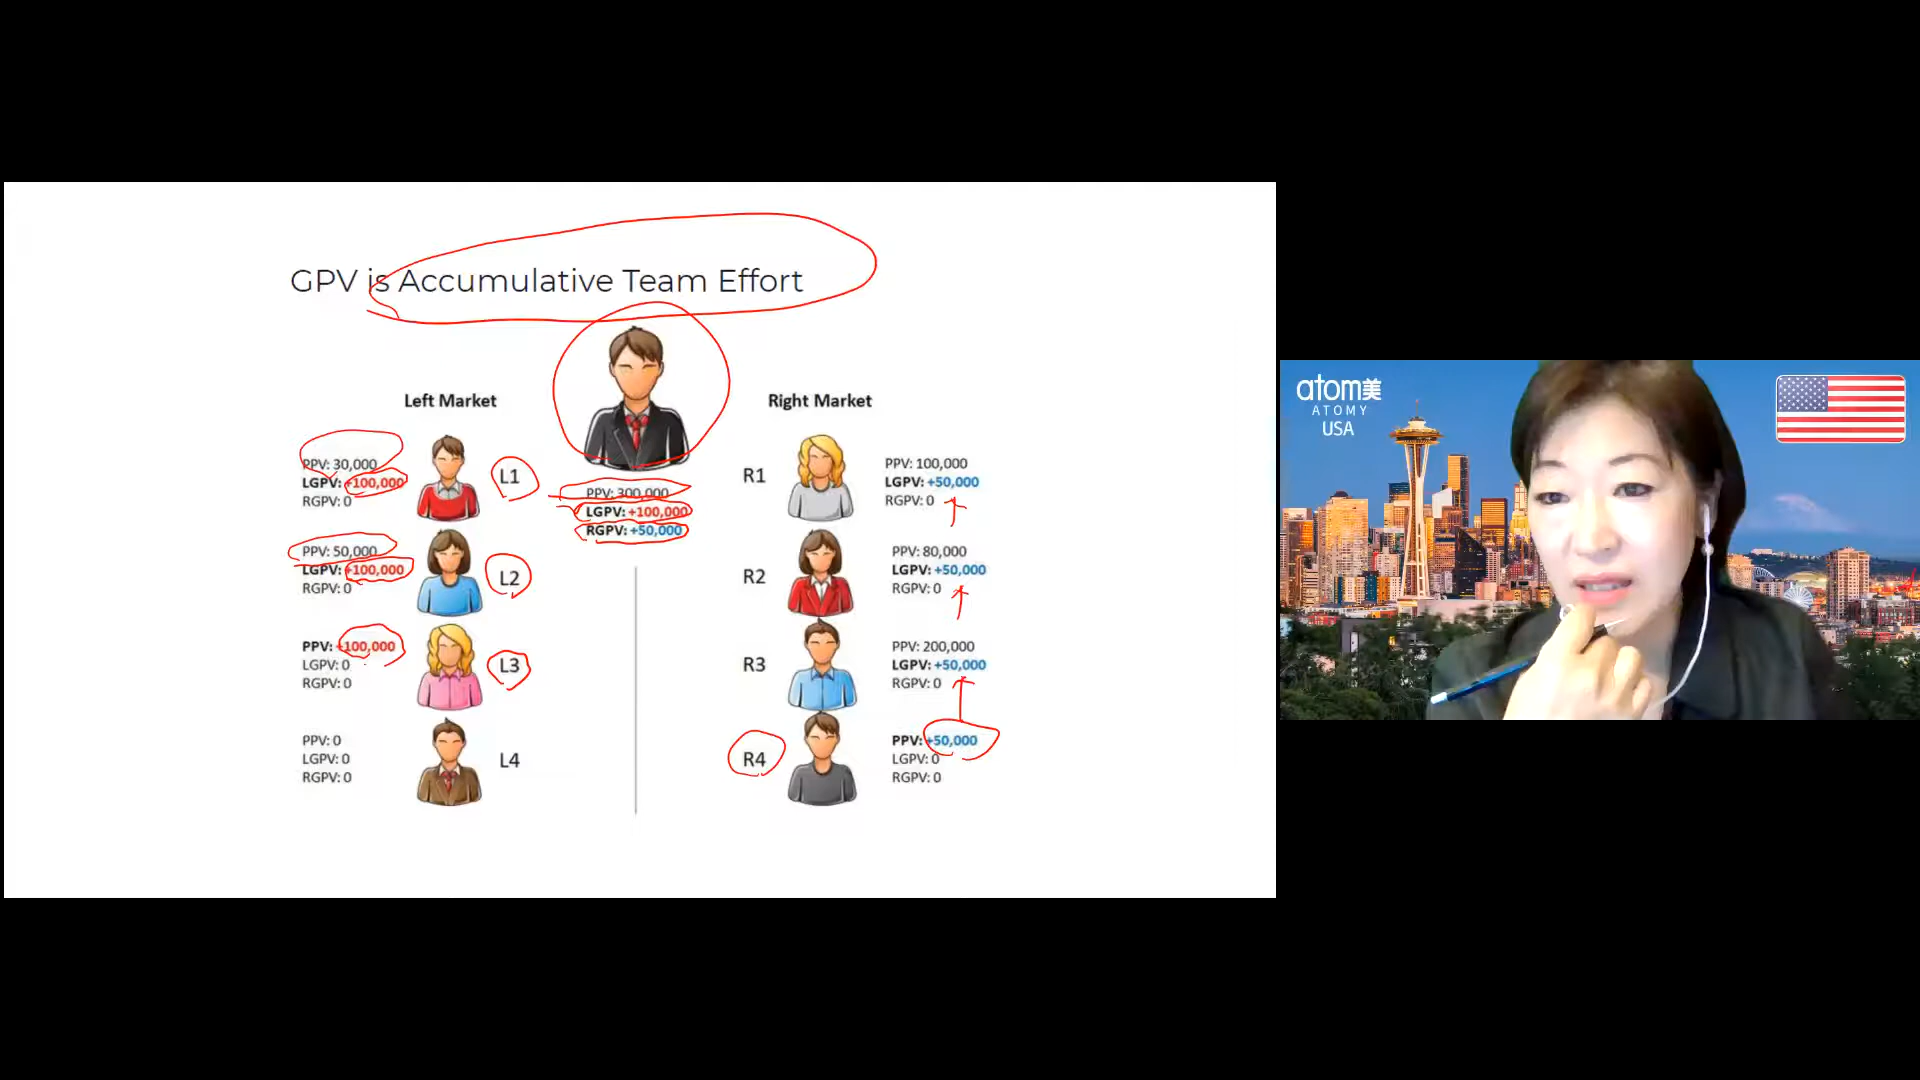 GPV is Accumulative Team Effort
Left Market
Right Market
PPV: 30,000
LGPV: +100,000
RGPV: 0
L1
PPV: 300,000
LGPV: +100,000
RGPV: +50,000
R1
PPV: 100,000
LGPV: +50,000
RGPV: 0
PPV: 50,000
LGPV: +100,000
RGPV: 0
L2
R2
PPV: 80,000
LGPV: +50,000
RGPV: 0
PPV: +100,000
LGPV: 0
RGPV: 0
L3
R3
PPV: 200,000
LGPV: +50,000
RGPV: 0
PPV: 0
LGPV: 0
RGPV: 0
L4
R4
PPV: +50,000
LGPV: 0
RGPV: 0
atom美
ATOMY
USA